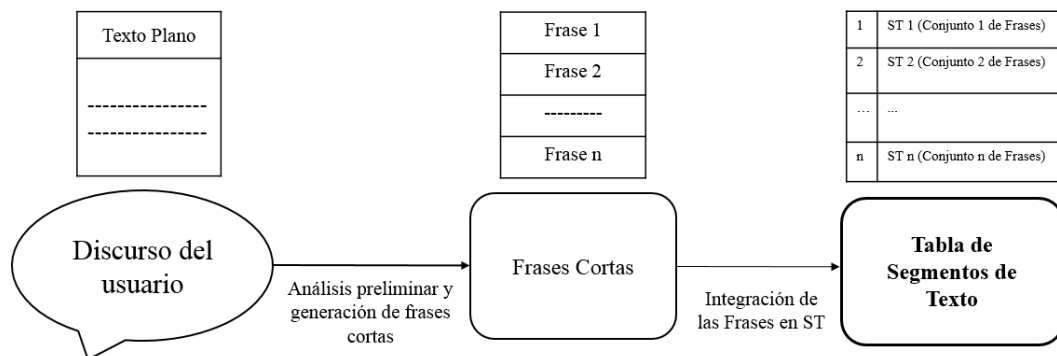 Texto Plano
--------------------
--------------------
Frase 1
Frase 2
---------
Frase n
1 ST 1 (Conjunto 1 de Frases)
2 ST 2 (Conjunto 2 de Frases)
... ...
n ST n (Conjunto n de Frases)
Discurso del
usuario
Análisis preliminar y
generación de frases
cortas
Frases Cortas
Integración de
las Frases en ST
Tabla de
Segmentos de
Texto